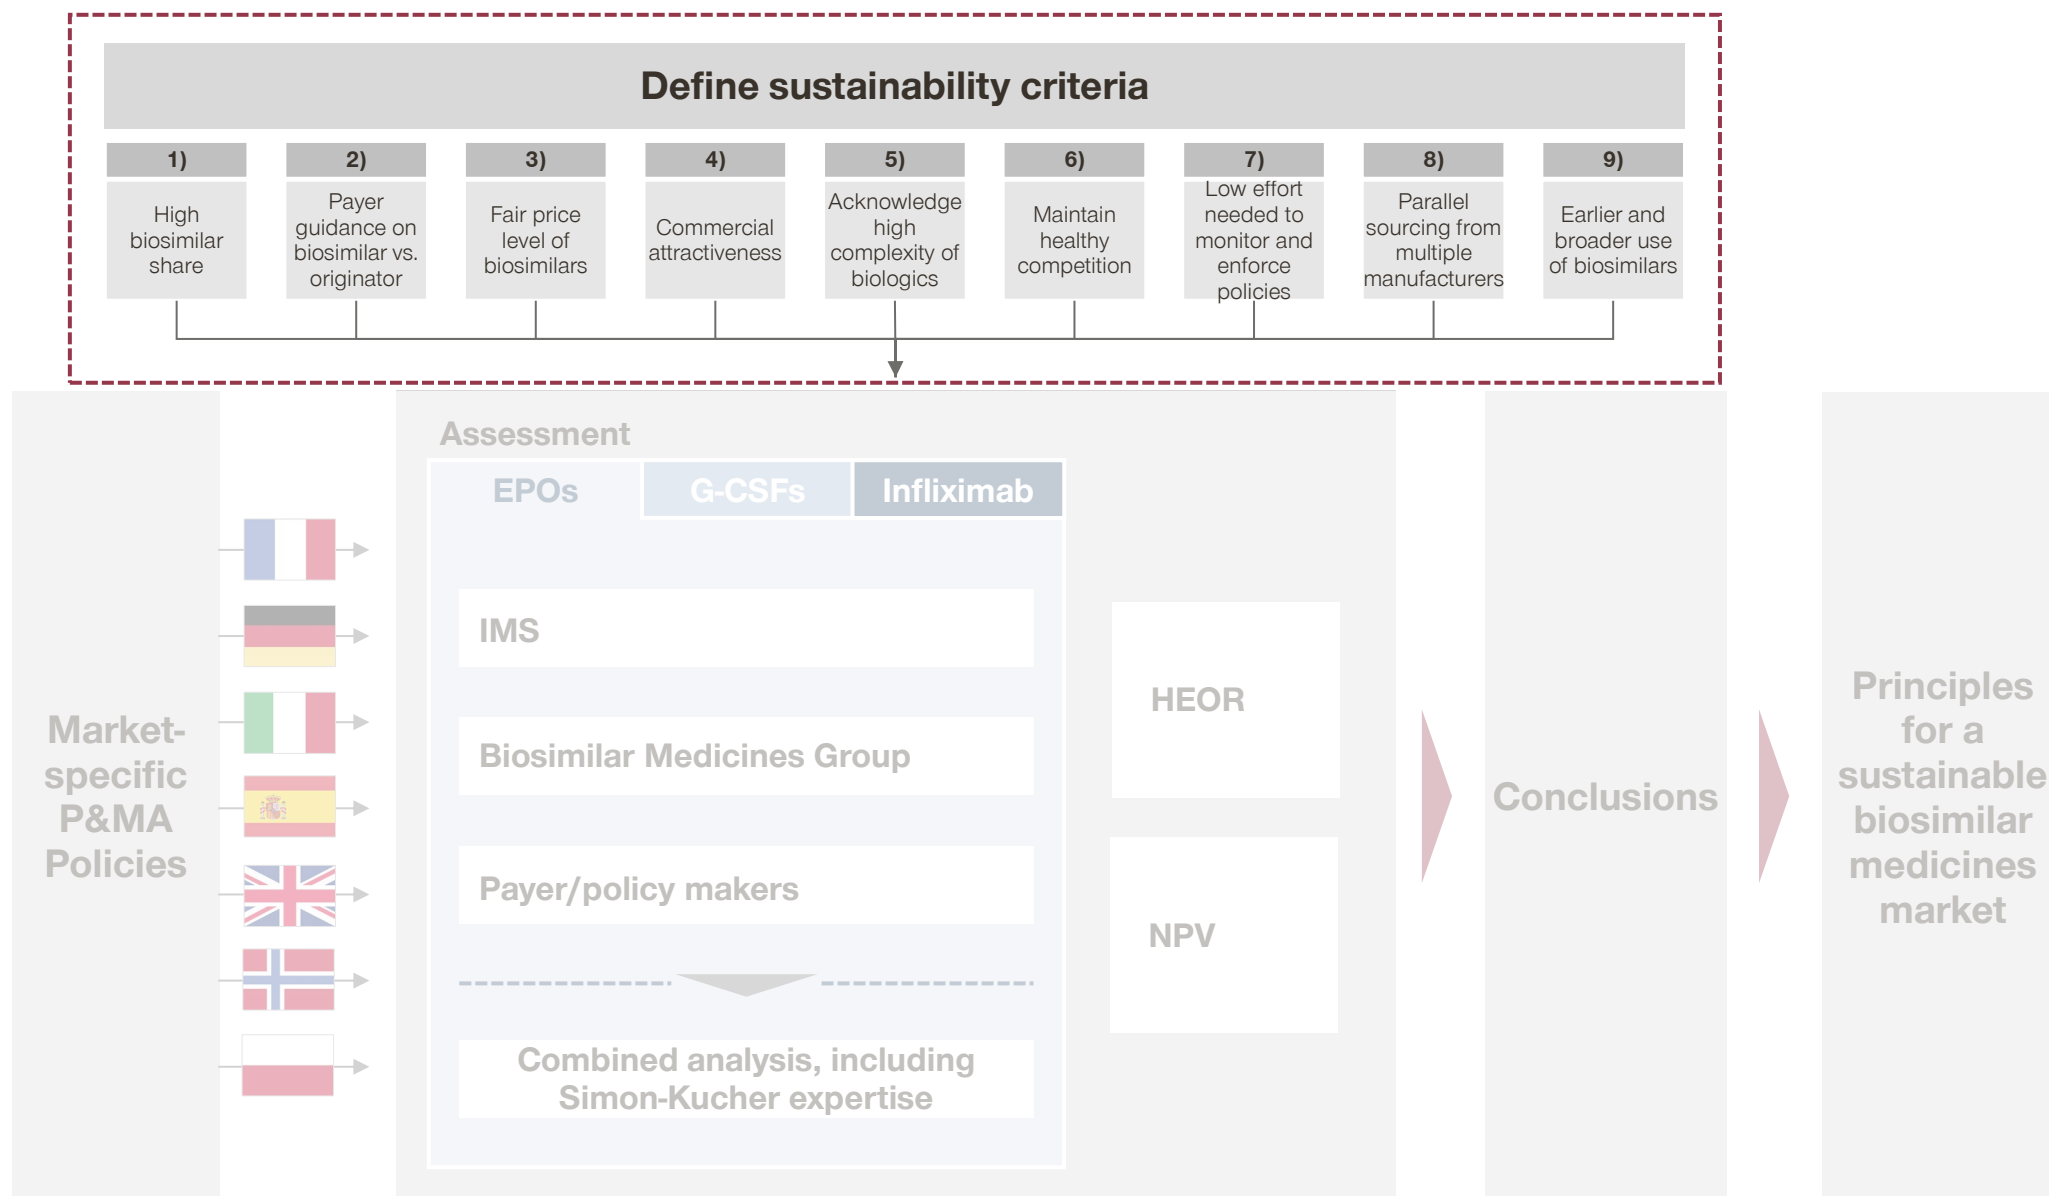 Define sustainability criteria
1)
High
biosimilar
share
2)
Payer
guidance on
biosimilar vs.
originator
3)
Fair price
level of
biosimilars
4)
Commercial
attractiveness
5)
Acknowledge
high
complexity of
biologics
6)
Maintain
healthy
competition
7)
Low effort
needed to
monitor and
enforce
policies
8)
Parallel
sourcing from
multiple
manufacturers
9)
Earlier and
broader use
of biosimilars
Market-
specific
P&MA
Policies
Assessment
EPOs
G-CSFs
Infliximab
IMS
Biosimilar Medicines Group
Payer/policy makers
Combined analysis, including
Simon-Kucher expertise
HEOR
NPV
Conclusions
Principles
for a
sustainable
biosimilar
medicines
market